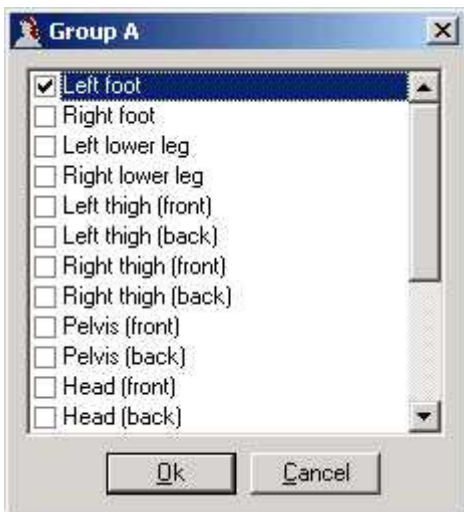 Group A
Left foot
Right foot
Left lower leg
Right lower leg
Left thigh (front)
Left thigh (back)
Right thigh (front)
Right thigh (back)
Pelvis (front)
Pelvis (back)
Head (front)
Head (back)
Ok Cancel